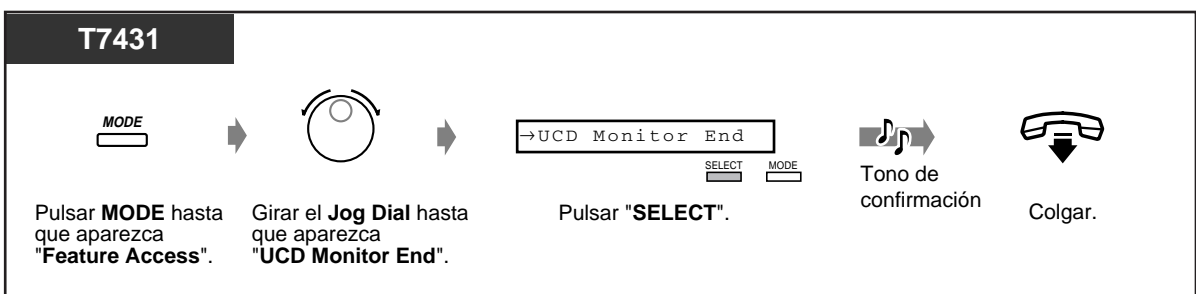 T7431
MODE
→UCD Monitor End
SELECT MODE
Tono de
confirmación
Pulsar MODE hasta
que aparezca
"Feature Access".
Girar el Jog Dial hasta
que aparezca
"UCD Monitor End".
Pulsar "SELECT".
Colgar.